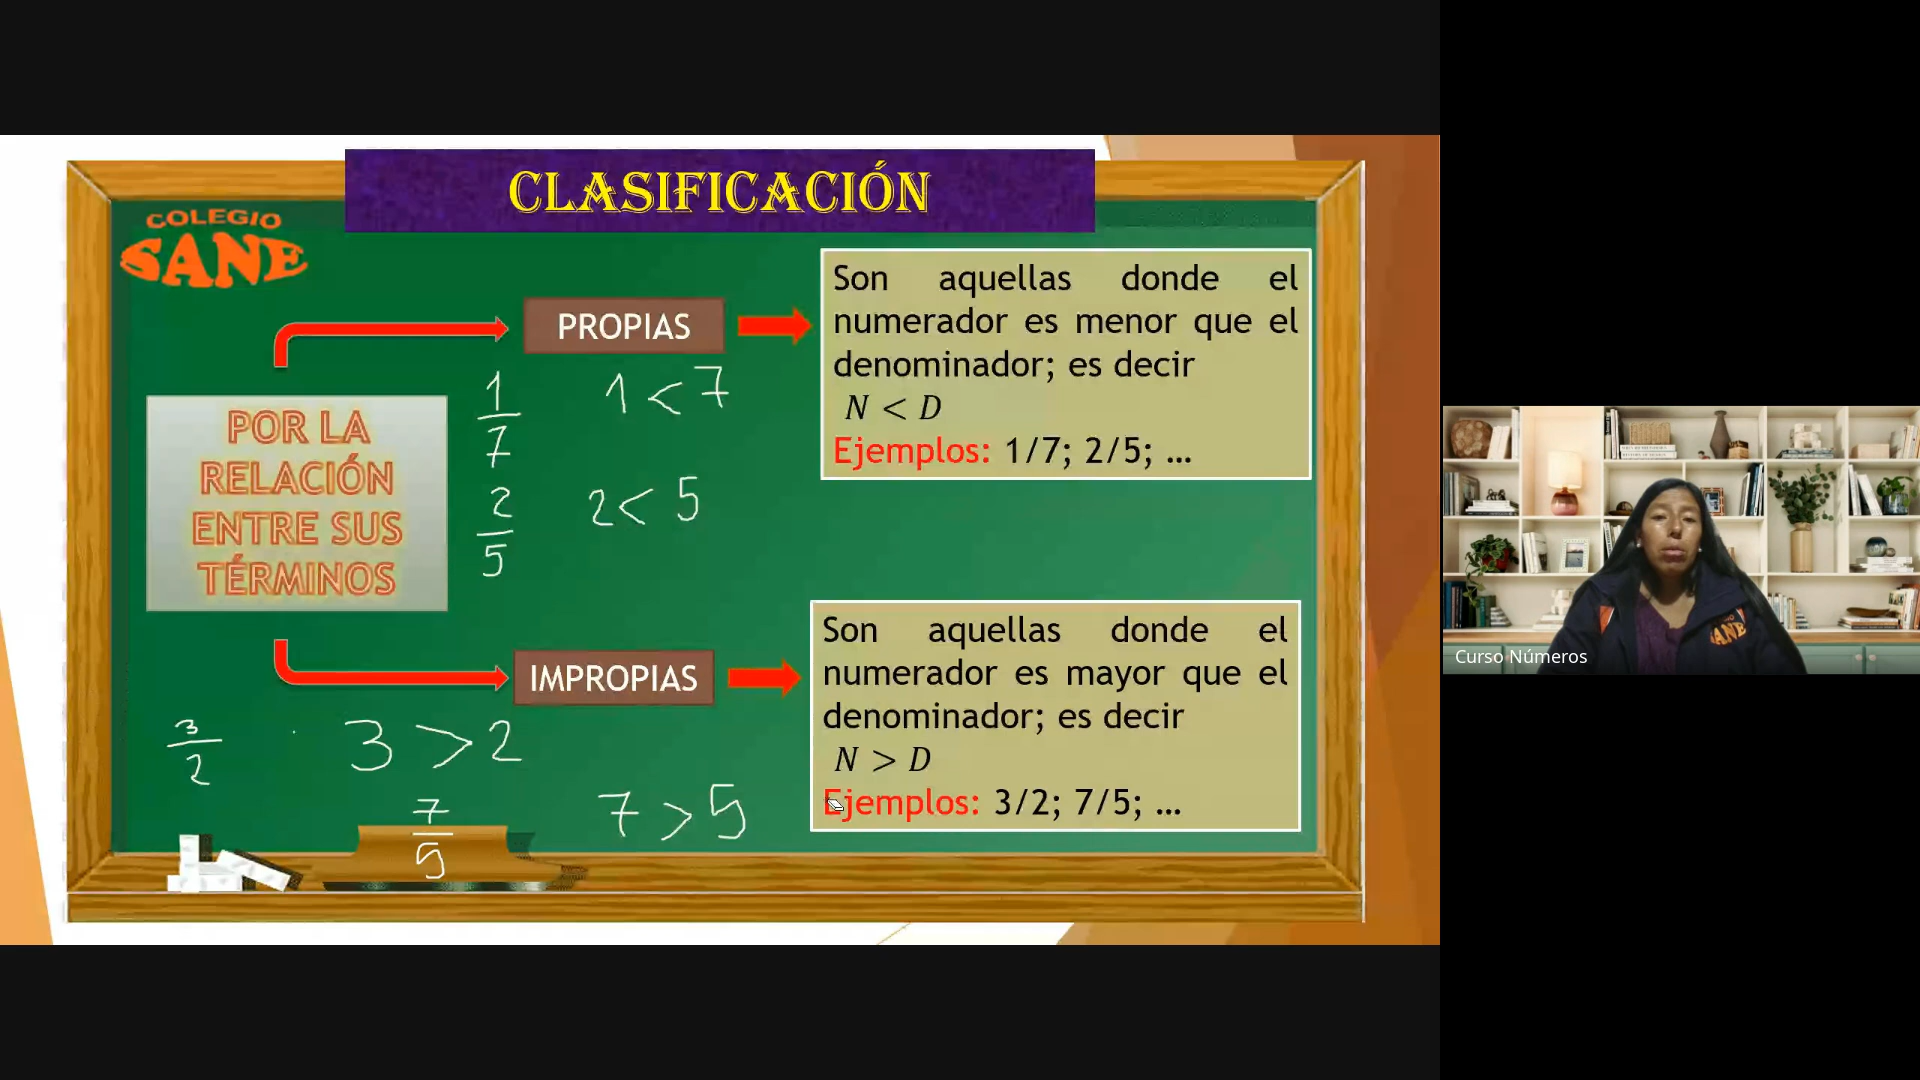 CLASIFICACIÓN
COLEGIO
SANE
PROPIAS
Son aquellas donde el
numerador es menor que el
denominador; es decir
N < D
Ejemplos: 1/7; 2/5; ...
1/7
1 < 7
2/5
2 < 5
POR LA
RELACIÓN
ENTRE SUS
TÉRMINOS
IMPROPIAS
Son aquellas donde el
numerador es mayor que el
denominador; es decir
N > D
Ejemplos: 3/2; 7/5; ...
3/2
3 > 2
7/5
7 > 5
SANE
Curso Números